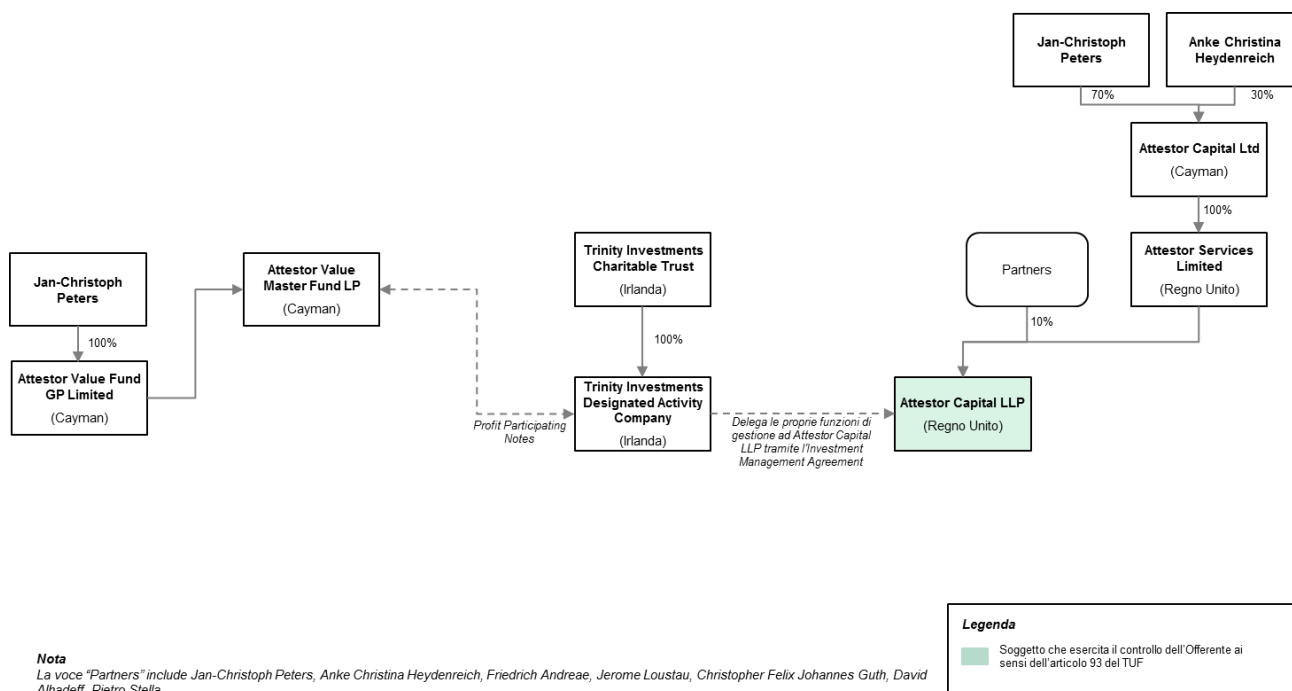 Jan-Christoph
Peters
Anke Christina
Heydenreich
70%
30%
Attestor Capital Ltd
(Cayman)
100%
Jan-Christoph
Peters
Attestor Value
Master Fund LP
(Cayman)
Trinity Investments
Charitable Trust
(Irlanda)
Partners
Attestor Services
Limited
(Regno Unito)
100%
100%
10%
Attestor Value Fund
GP Limited
(Cayman)
Profit Participating
Notes
Trinity Investments
Designated Activity
Company
(Irlanda)
Delega le proprie funzioni di
gestione ad Attestor Capital
LLP tramite l'Investment
Management Agreement
Attestor Capital LLP
(Regno Unito)
Legenda
Soggetto che esercita il controllo dell'Offerente ai
sensi dell'articolo 93 del TUF
Nota
La voce "Partners" include Jan-Christoph Peters, Anke Christina Heydenreich, Friedrich Andreae, Jerome Loustau, Christopher Felix Johannes Guth, David
Alhadeff, Pietro Stella